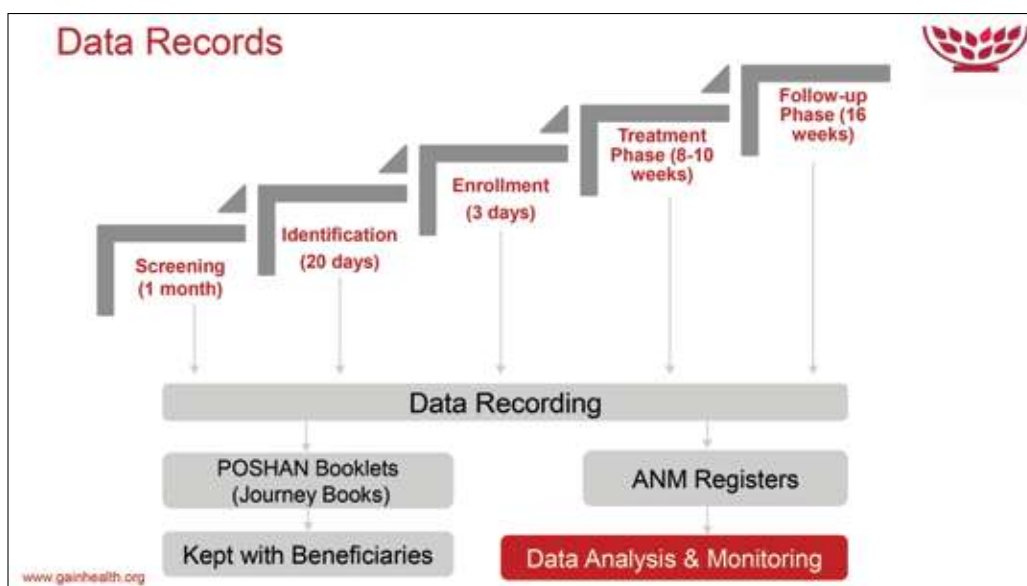 Data Records
Screening
(1 month)
Identification
(20 days)
Enrollment
(3 days)
Treatment
Phase (8-10
weeks)
Follow-up
Phase (16
weeks)
Data Recording
POSHAN Booklets
(Journey Books)
ANM Registers
Kept with Beneficiaries
Data Analysis & Monitoring
www.gainhealth.org